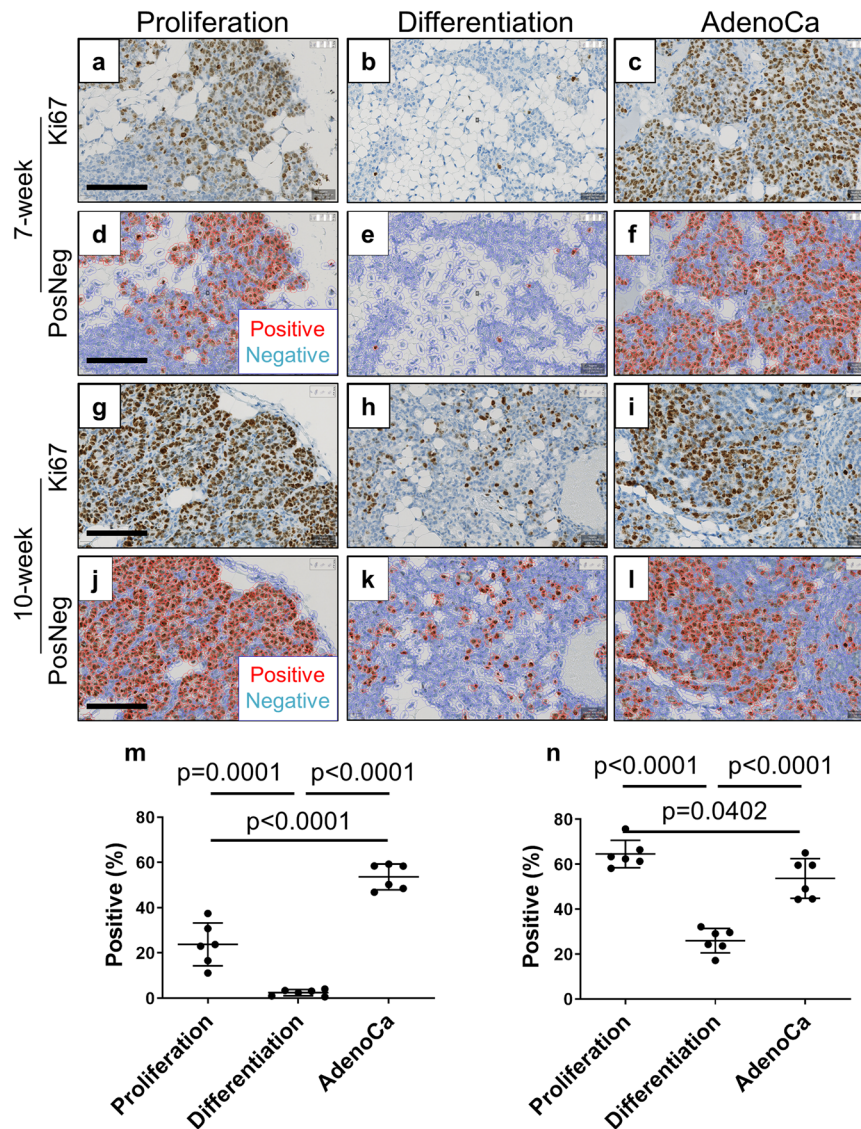 Proliferation Differentiation AdenoCa
a b c
7-week
Ki67
d e f
PosNeg
Positive
Negative
g h i
10-week
Ki67
j k l
PosNeg
Positive
Negative
m
p=0.0001 p<0.0001
p<0.0001
Positive (%)
80
60
40
20
0
Proliferation
Differentiation
AdenoCa
n
p<0.0001 p<0.0001
p=0.0402
Positive (%)
80
60
40
20
0
Proliferation
Differentiation
AdenoCa